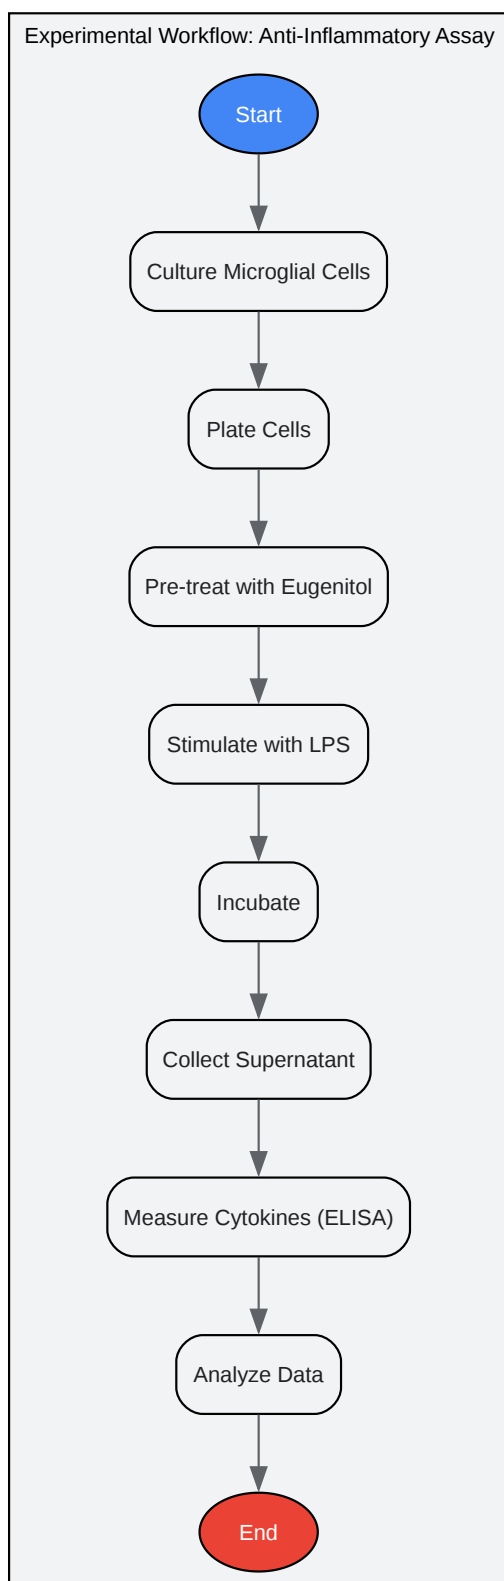 Experimental Workflow: Anti-Inflammatory Assay
Start
Culture Microglial Cells
Plate Cells
Pre-treat with Eugenitol
Stimulate with LPS
Incubate
Collect Supernatant
Measure Cytokines (ELISA)
Analyze Data
End